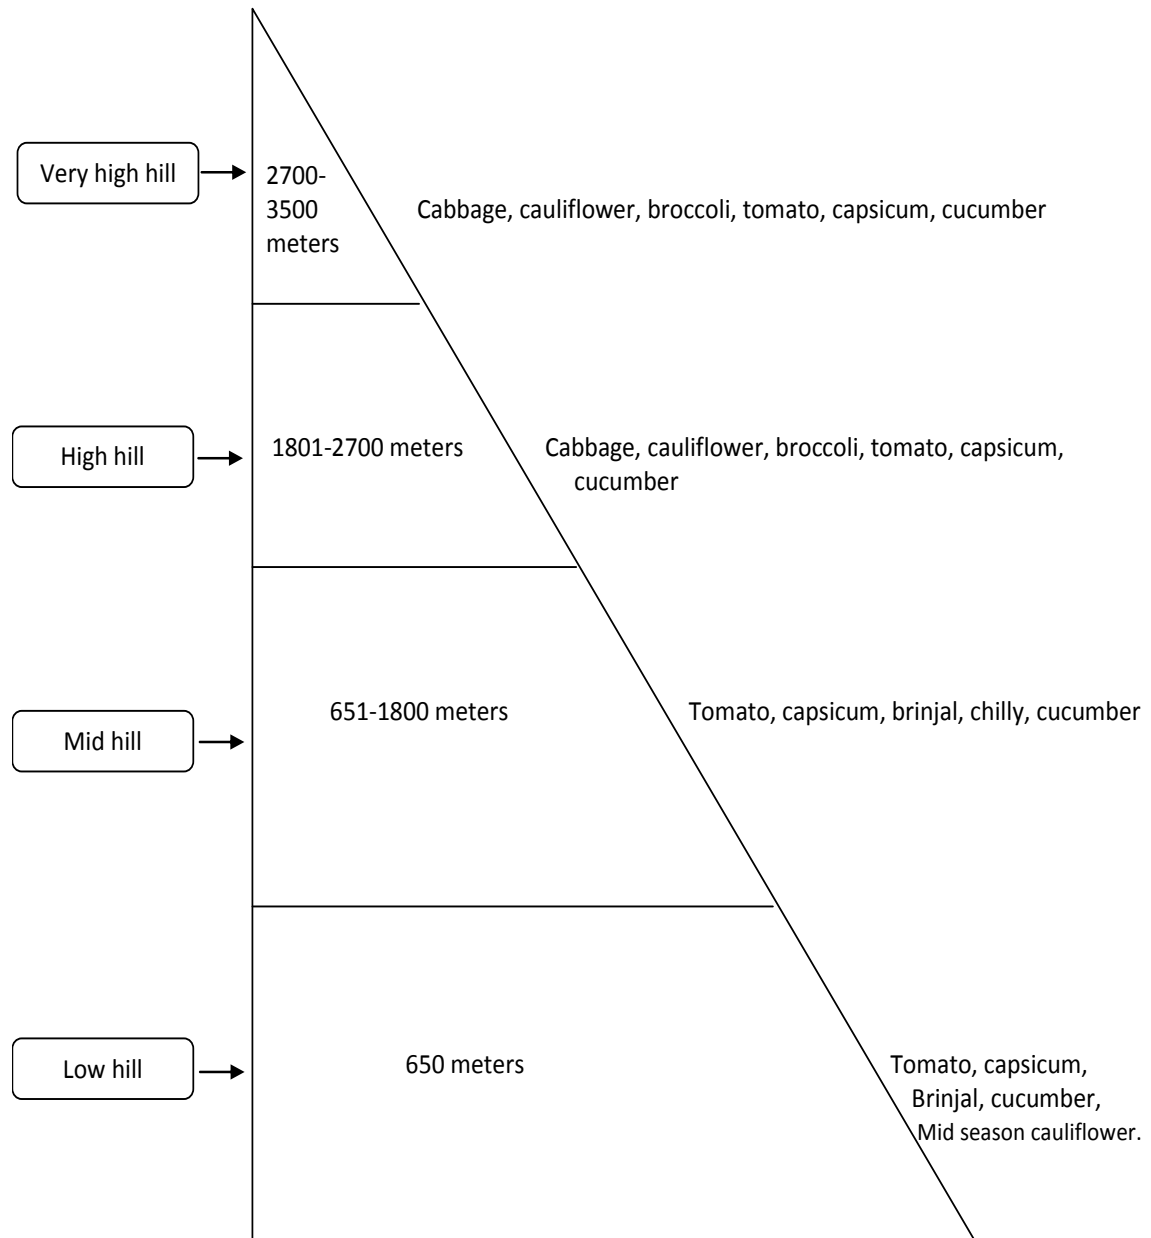 Very high hill
2700-
3500
meters
Cabbage, cauliflower, broccoli, tomato, capsicum, cucumber
High hill
1801-2700 meters
Cabbage, cauliflower, broccoli, tomato, capsicum,
cucumber
Mid hill
651-1800 meters
Tomato, capsicum, brinjal, chilly, cucumber
Low hill
650 meters
Tomato, capsicum,
Brinjal, cucumber,
Mid season cauliflower.